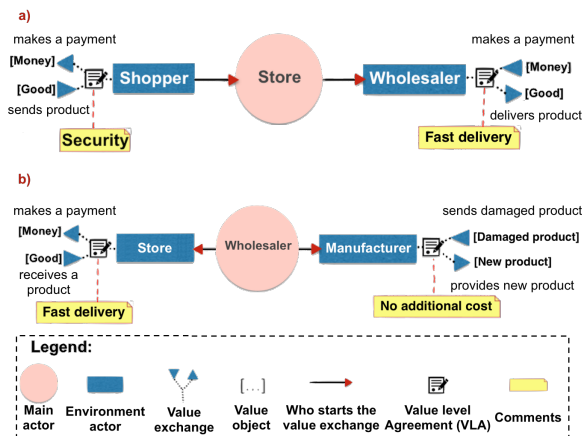 a)
makes a payment
[Money]
[Good]
sends product
Shopper
Security
Store
Wholesaler
makes a payment
[Money]
[Good]
delivers product
Fast delivery
b)
makes a payment
[Money]
[Good]
receives a
product
Store
Fast delivery
Wholesaler
Manufacturer
sends damaged product
[Damaged product]
[New product]
provides new product
No additional cost
Legend:
[...]
Main
actor
Environment
actor
Value
exchange
Value
object
Who starts the
value exchange
Value level
Agreement (VLA)
Comments